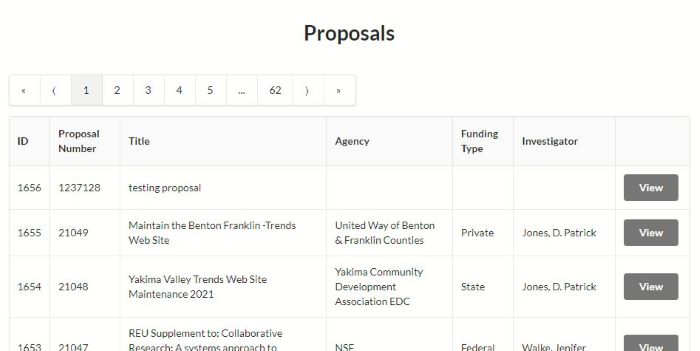 Proposals
« ⟨ 1 2 3 4 5 ... 62 ⟩ »
ID Proposal Number Title Agency Funding Type Investigator
1656 1237128 testing proposal View
1655 21049 Maintain the Benton Franklin -Trends Web Site United Way of Benton & Franklin Counties Private Jones, D. Patrick View
1654 21048 Yakima Valley Trends Web Site Maintenance 2021 Yakima Community Development Association EDC State Jones, D. Patrick View
1653 21047 REU Supplement to: Collaborative Research: A systems approach to NSF Federal Walke, Jenifer View